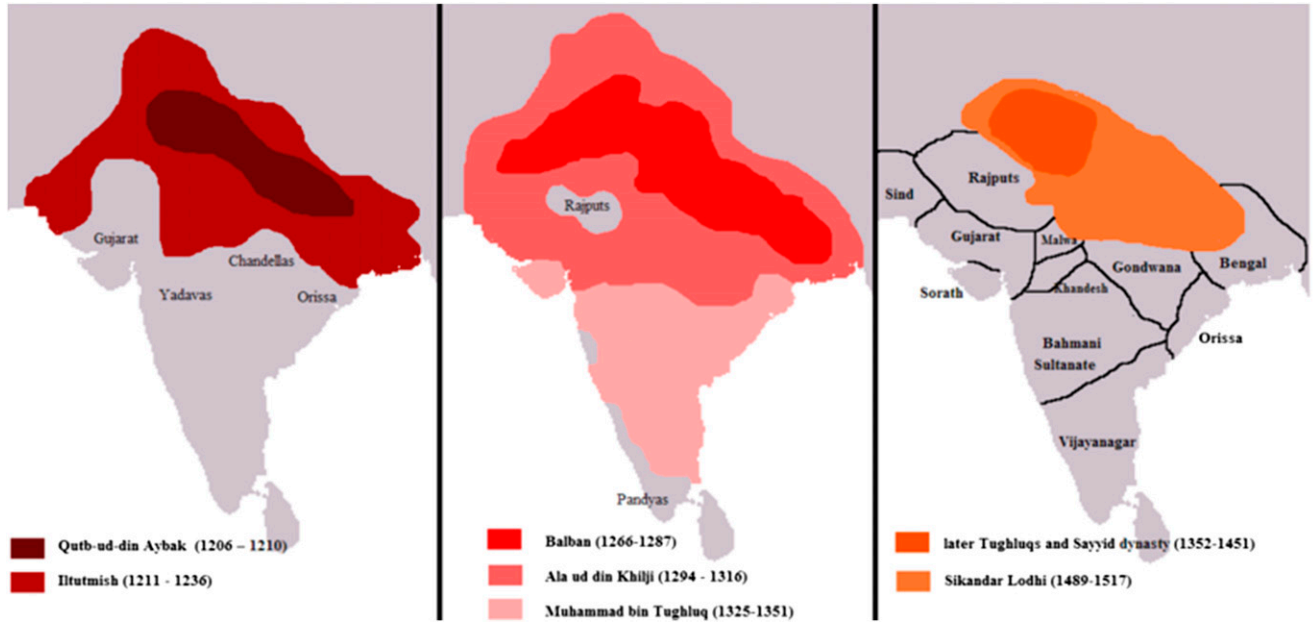 Gujarat
Chandellas
Yadavas
Orissa
Qutb-ud-din Aybak (1206 – 1210)
Iltutmish (1211 - 1236)
Rajputs
Pandyas
Balban (1266-1287)
Ala ud din Khilji (1294 - 1316)
Muhammad bin Tughluq (1325-1351)
Rajputs
Sind
Gujarat
Malwa
Gondwana
Bengal
Sorath
Khandesh
Orissa
Bahmani
Sultanate
Vijayanagar
later Tughluqs and Sayyid dynasty (1352-1451)
Sikandar Lodhi (1489-1517)